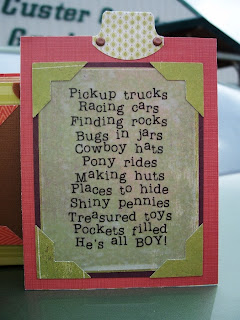 Custer C
Pickup trucks
Racing cars
Finding rocks
Bugs in jars
Cowboy hats
Pony rides
Making huts
Places to hide
Shiny pennies
Treasured toys
Pockets filled
He's all BOY!